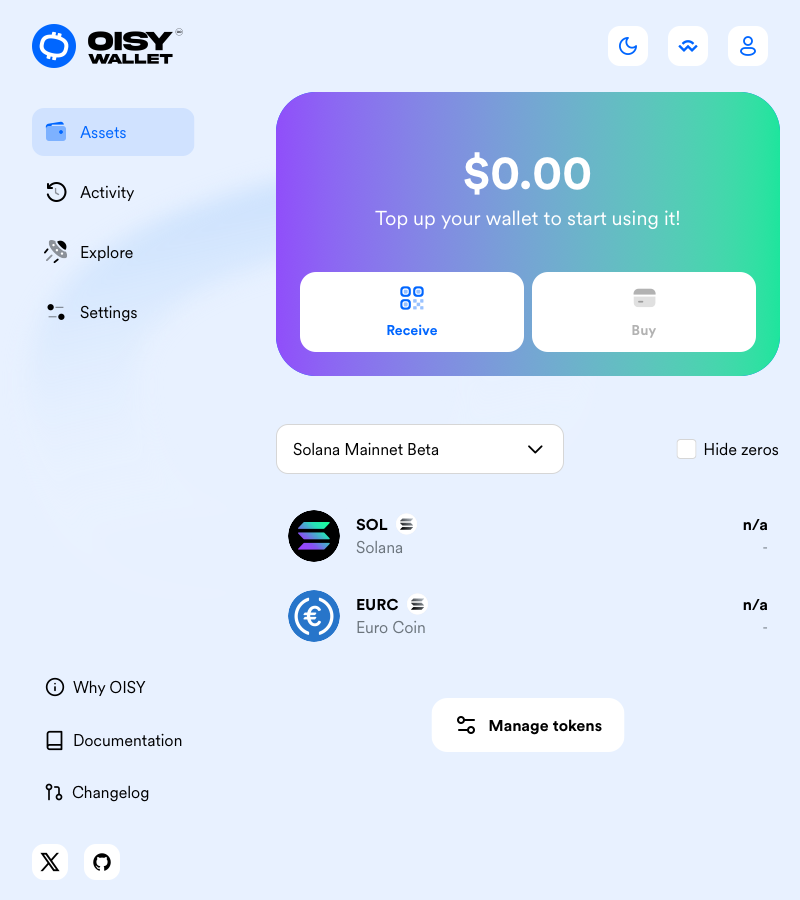 OISY
WALLET
Assets
Activity
Explore
Settings
$0.00
Top up your wallet to start using it!
Receive
Buy
Solana Mainnet Beta
Hide zeros
SOL
n/a
Solana
-
EURC
n/a
Euro Coin
-
Manage tokens
Why OISY
Documentation
Changelog